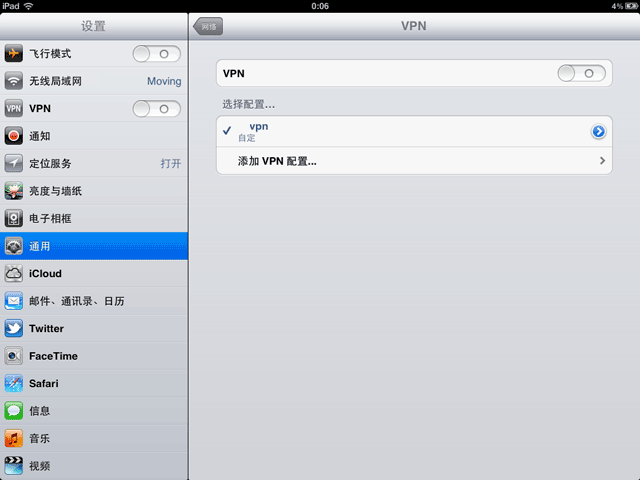 iPad
0:06
4%
设置
网络
VPN
飞行模式
无线局域网
Moving
VPN
通知
定位服务
打开
亮度与墙纸
电子相框
通用
iCloud
邮件、通讯录、日历
Twitter
FaceTime
Safari
信息
音乐
视频
VPN
选择配置...
vpn
自定
添加 VPN 配置...